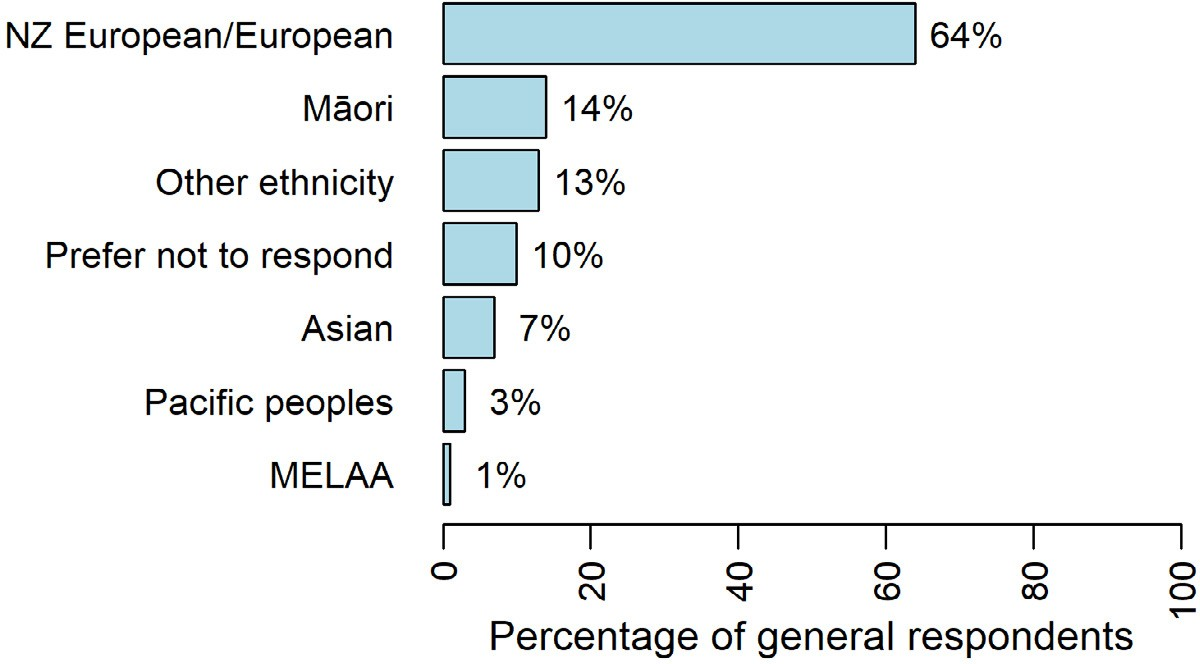 NZ European/European 64%
Māori 14%
Other ethnicity 13%
Prefer not to respond 10%
Asian 7%
Pacific peoples 3%
MELAA 1%
0 20 40 60 80 100
Percentage of general respondents